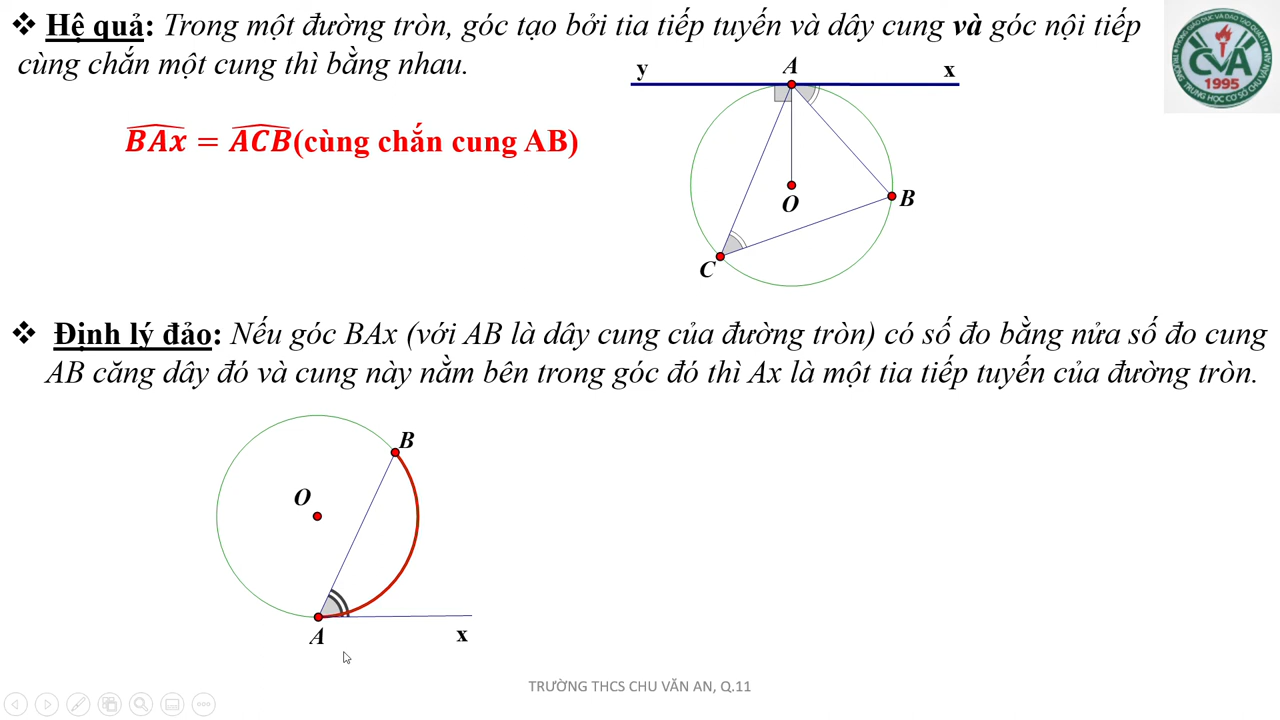 ❖ Hệ quả: Trong một đường tròn, góc tạo bởi tia tiếp tuyến và dây cung và góc nội tiếp
cùng chắn một cung thì bằng nhau.
y A x
BAx = ACB(cùng chắn cung AB)
O
B
C
CVA
1995
❖ Định lý đảo: Nếu góc BAx (với AB là dây cung của đường tròn) có số đo bằng nửa số đo cung
AB căng dây đó và cung này nằm bên trong góc đó thì Ax là một tia tiếp tuyến của đường tròn.
B
O
A x
TRƯỜNG THCS CHU VĂN AN, Q.11